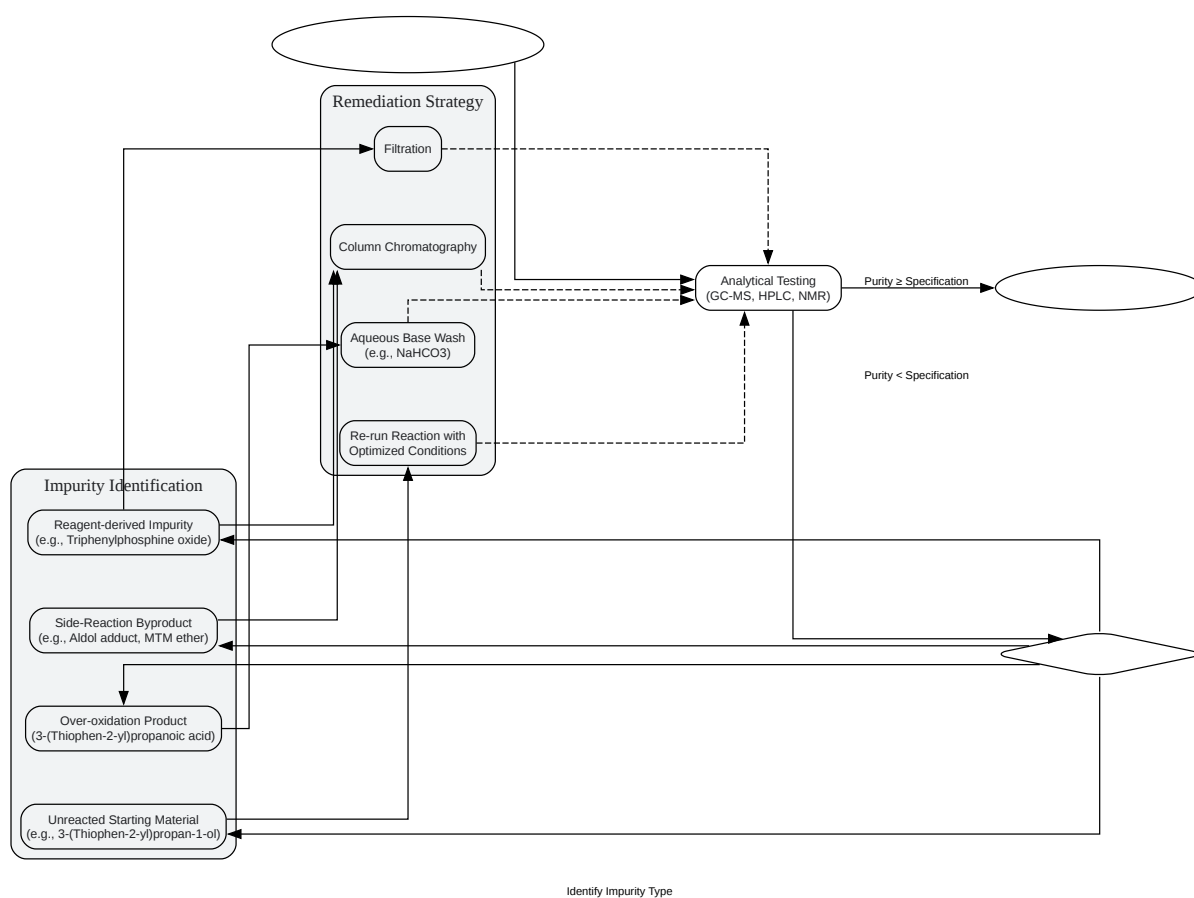 Remediation Strategy
Filtration
Column Chromatography
Aqueous Base Wash
(e.g., NaHCO3)
Re-run Reaction with
Optimized Conditions
Analytical Testing
(GC-MS, HPLC, NMR)
Purity ≥ Specification
Purity < Specification
Impurity Identification
Reagent-derived Impurity
(e.g., Triphenylphosphine oxide)
Side-Reaction Byproduct
(e.g., Aldol adduct, MTM ether)
Over-oxidation Product
(3-(Thiophen-2-yl)propanoic acid)
Unreacted Starting Material
(e.g., 3-(Thiophen-2-yl)propan-1-ol)
Identify Impurity Type